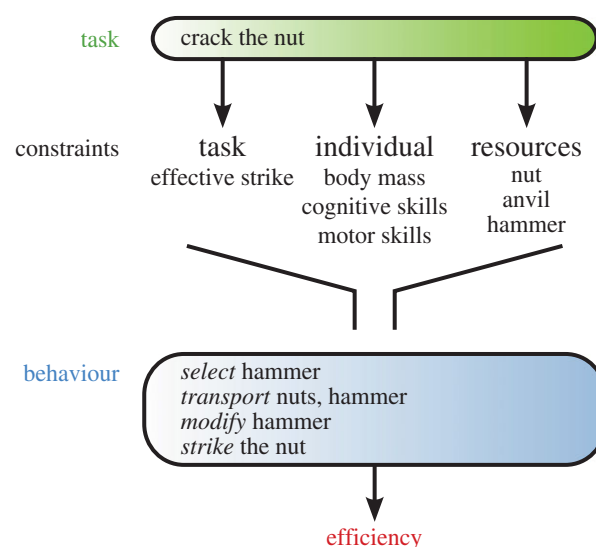 task
crack the nut
constraints
task
effective strike
individual
body mass
cognitive skills
motor skills
resources
nut
anvil
hammer
behaviour
select hammer
transport nuts, hammer
modify hammer
strike the nut
efficiency